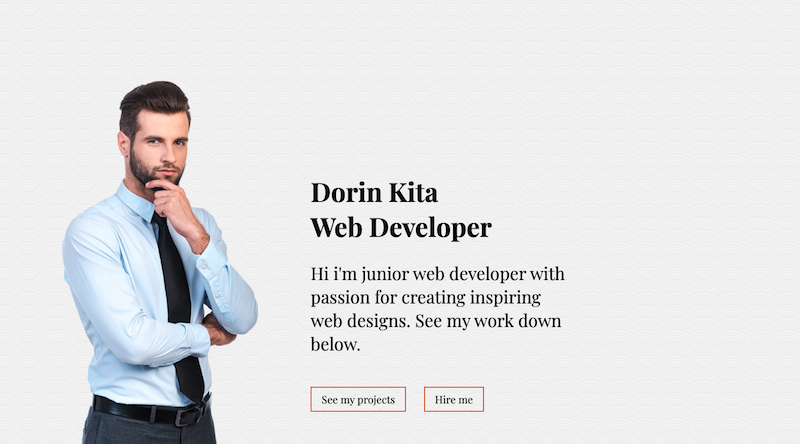 Dorin Kita
Web Developer
Hi i'm junior web developer with
passion for creating inspiring
web designs. See my work down
below.
See my projects
Hire me